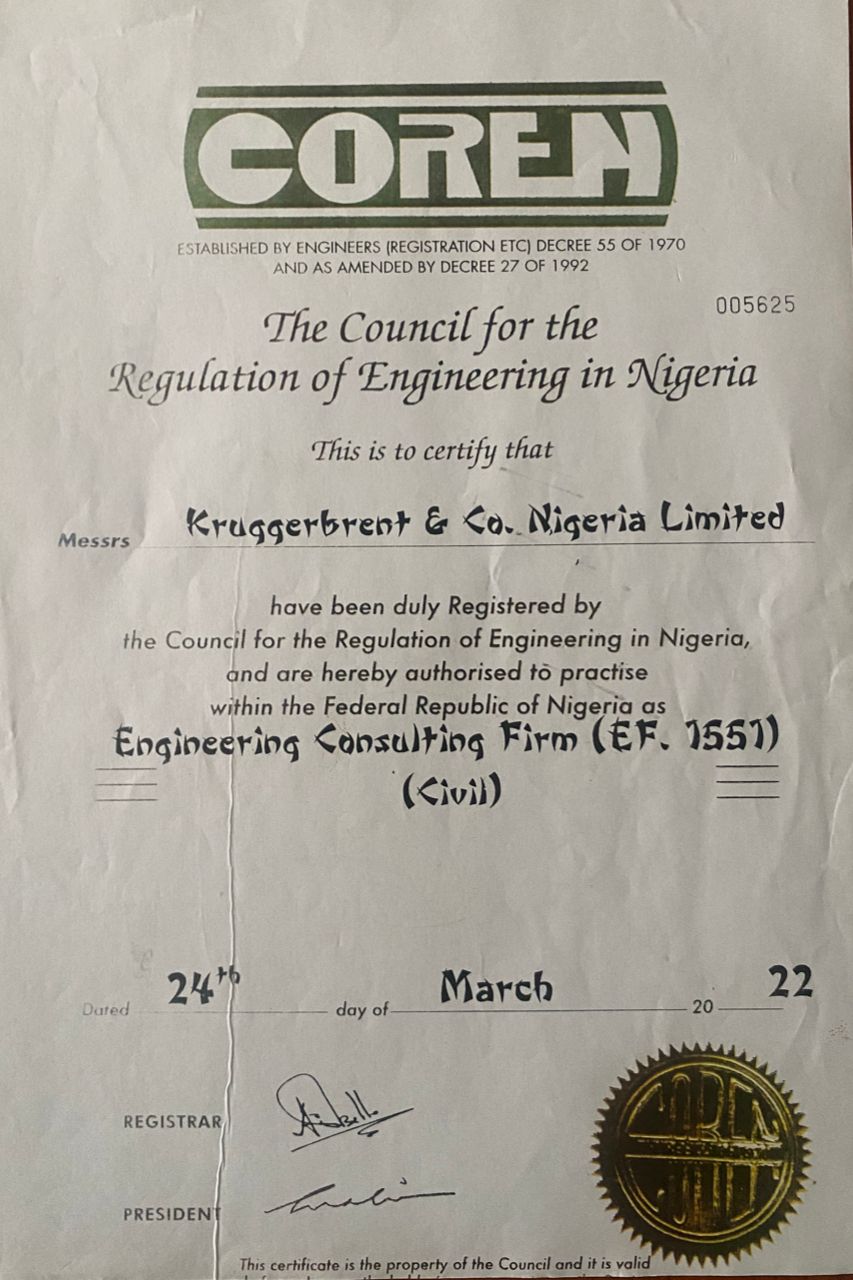 COREN
ESTABLISHED BY ENGINEERS (REGISTRATION ETC) DECREE 55 OF 1970
AND AS AMENDED BY DECREE 27 OF 1992
005625
The Council for the
Regulation of Engineering in Nigeria
This is to certify that
Messrs Kruggerbrent & Co. Nigeria Limited
have been duly Registered by
the Council for the Regulation of Engineering in Nigeria,
and are hereby authorised to practise
within the Federal Republic of Nigeria as
Engineering Consulting Firm (EF. 1551)
(Civil)
Dated 24th day of March 20 22
REGISTRAR
PRESIDENT
COREN
This certificate is the property of the Council and it is valid